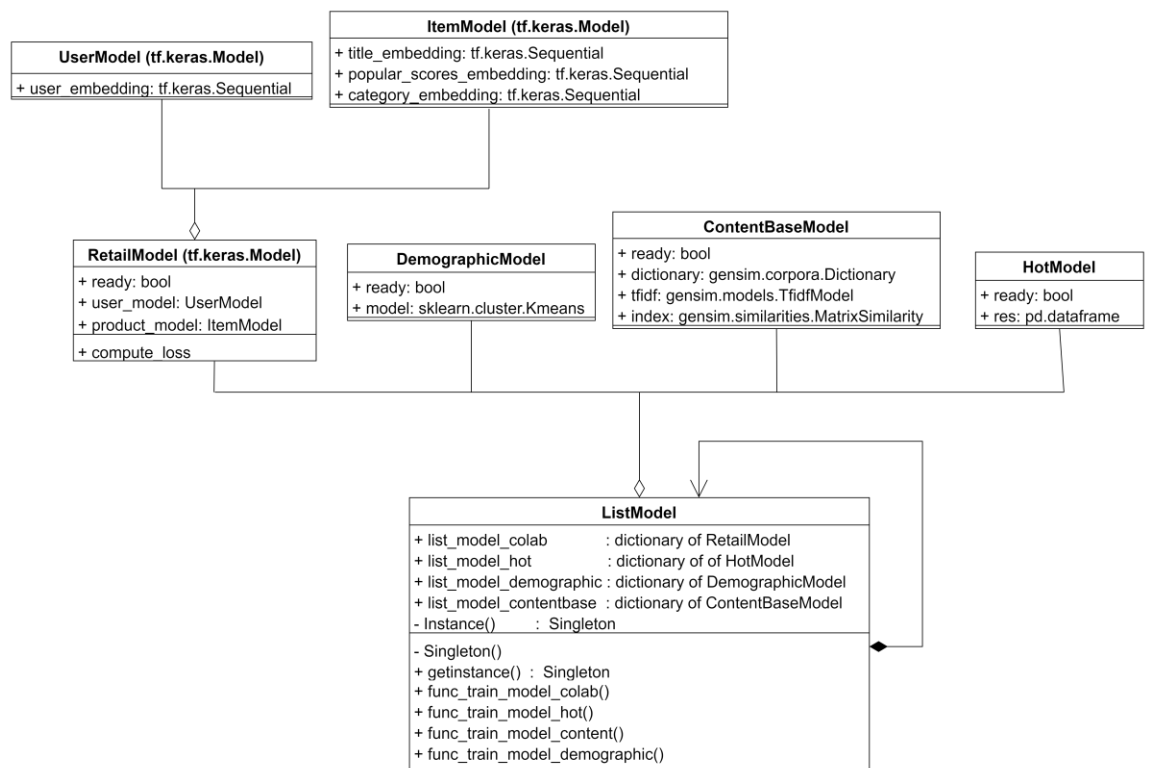 UserModel (tf.keras.Model)
+ user_embedding: tf.keras.Sequential
ItemModel (tf.keras.Model)
+ title_embedding: tf.keras.Sequential
+ popular_scores_embedding: tf.keras.Sequential
+ category_embedding: tf.keras.Sequential
RetailModel (tf.keras.Model)
+ ready: bool
+ user_model: UserModel
+ product_model: ItemModel
+ compute_loss
DemographicModel
+ ready: bool
+ model: sklearn.cluster.Kmeans
ContentBaseModel
+ ready: bool
+ dictionary: gensim.corpora.Dictionary
+ tfidf: gensim.models.TfidfModel
+ index: gensim.similarities.MatrixSimilarity
HotModel
+ ready: bool
+ res: pd.dataframe
ListModel
+ list_model_colab : dictionary of RetailModel
+ list_model_hot : dictionary of of HotModel
+ list_model_demographic : dictionary of DemographicModel
+ list_model_contentbase : dictionary of ContentBaseModel
- Instance() : Singleton
- Singleton()
+ getinstance() : Singleton
+ func_train_model_colab()
+ func_train_model_hot()
+ func_train_model_content()
+ func_train_model_demographic()